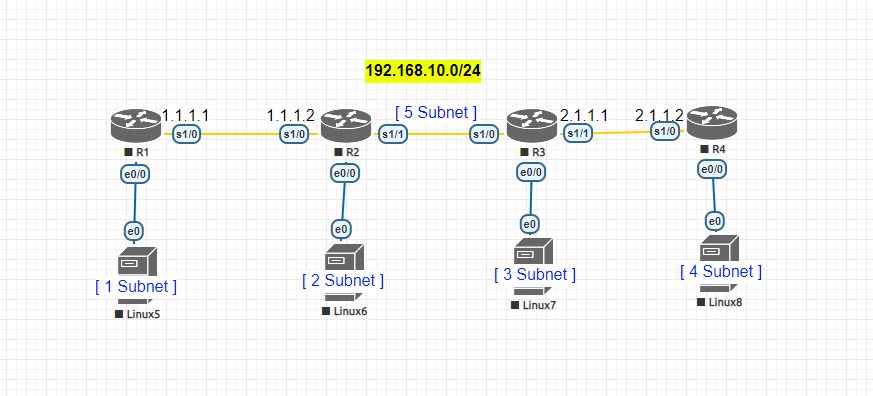 192.168.10.0/24
1.1.1.1
1.1.1.2
[ 5 Subnet ]
2.1.1.1
2.1.1.2
s1/0
s1/0
s1/1
s1/0
s1/1
s1/0
R1
R2
R3
R4
e0/0
e0/0
e0/0
e0/0
e0
e0
e0
e0
[ 1 Subnet ]
[ 2 Subnet ]
[ 3 Subnet ]
[ 4 Subnet ]
Linux5
Linux6
Linux7
Linux8